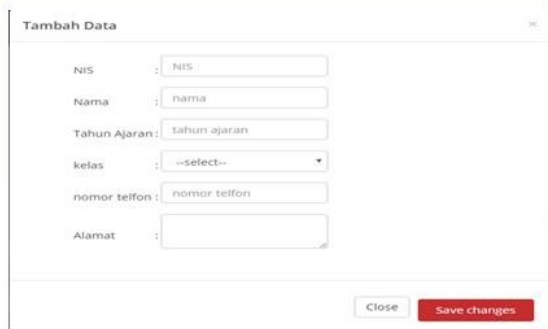 Tambah Data ×
NIS : NIS
Nama : nama
Tahun Ajaran : tahun ajaran
kelas : --select--
nomor telfon : nomor telfon
Alamat :
Close Save changes